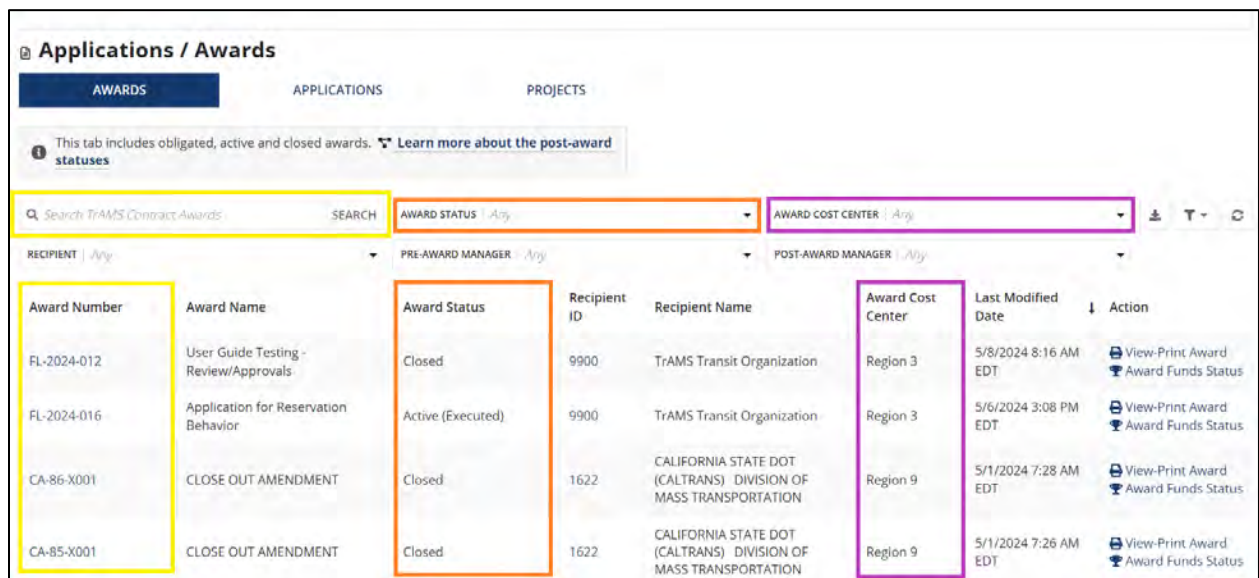 Applications / Awards
AWARDS APPLICATIONS PROJECTS
This tab includes obligated, active and closed awards. Learn more about the post-award
statuses
Search TrAMS Contract Awards SEARCH AWARD STATUS Any AWARD COST CENTER Any
RECIPIENT Any PRE-AWARD MANAGER Any POST-AWARD MANAGER Any
Award Number Award Name Award Status Recipient ID Recipient Name Award Cost Center Last Modified Date ↓ Action
FL-2024-012 User Guide Testing - Review/Approvals Closed 9900 TrAMS Transit Organization Region 3 5/8/2024 8:16 AM EDT View-Print Award Award Funds Status
FL-2024-016 Application for Reservation Behavior Active (Executed) 9900 TrAMS Transit Organization Region 3 5/6/2024 3:08 PM EDT View-Print Award Award Funds Status
CA-86-X001 CLOSE OUT AMENDMENT Closed 1622 CALIFORNIA STATE DOT (CALTRANS) DIVISION OF MASS TRANSPORTATION Region 9 5/1/2024 7:28 AM EDT View-Print Award Award Funds Status
CA-85-X001 CLOSE OUT AMENDMENT Closed 1622 CALIFORNIA STATE DOT (CALTRANS) DIVISION OF MASS TRANSPORTATION Region 9 5/1/2024 7:26 AM EDT View-Print Award Award Funds Status